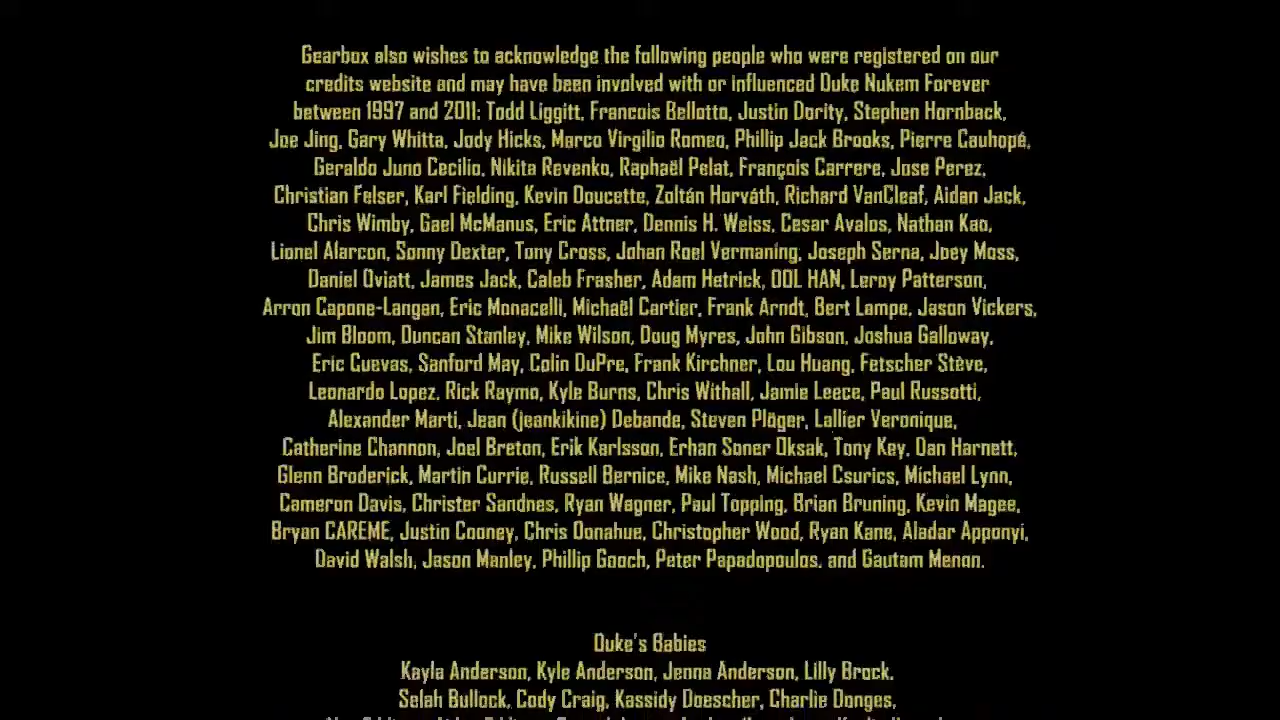 Gearbox also wishes to acknowledge the following people who were registered on our
credits website and may have been involved with or influenced Duke Nukem Forever
between 1997 and 2011: Todd Liggitt, Francois Bellotto, Justin Dority, Stephen Hornback,
Joe Jing, Gary Whitta, Jody Hicks, Marco Virgilio Romeo, Phillip Jack Brooks, Pierre Cauhopé,
Geraldo Juno Cecilio, Nikita Revenko, Raphaël Pelat, François Carrere, Jose Perez,
Christian Felser, Karl Fielding, Kevin Doucette, Zoltán Horváth, Richard VanCleaf, Aidan Jack,
Chris Wimby, Gael McManus, Eric Attner, Dennis H. Weiss, Cesar Avalos, Nathan Kao,
Lionel Alarcon, Sonny Dexter, Tony Cross, Johan Roel Vermaning, Joseph Serna, Joey Moss,
Daniel Oviatt, James Jack, Caleb Frasher, Adam Hetrick, OOL HAN, Leroy Patterson,
Arron Capone-Langan, Eric Monacelli, Michaël Cartier, Frank Arndt, Bert Lampe, Jason Vickers,
Jim Bloom, Duncan Stanley, Mike Wilson, Doug Myres, John Gibson, Joshua Galloway,
Eric Cuevas, Sanford May, Colin DuPre, Frank Kirchner, Lou Huang, Fetscher Stève,
Leonardo Lopez, Rick Raymo, Kyle Burns, Chris Withall, Jamie Leece, Paul Russotti,
Alexander Marti, Jean (jeankikine) Debande, Steven Plöger, Lallier Veronique,
Catherine Channon, Joel Breton, Erik Karlsson, Erhan Soner Oksak, Tony Key, Dan Harnett,
Glenn Broderick, Martin Currie, Russell Bernice, Mike Nash, Michael Csurics, Michael Lynn,
Cameron Davis, Christer Sandnes, Ryan Wagner, Paul Topping, Brian Bruning, Kevin Magee,
Bryan CAREME, Justin Cooney, Chris Donahue, Christopher Wood, Ryan Kane, Aladar Apponyi,
David Walsh, Jason Manley, Phillip Gooch, Peter Papadopoulos, and Gautam Menon.
Duke's Babies
Kayla Anderson, Kyle Anderson, Jenna Anderson, Lilly Brock,
Selah Bullock, Cody Craig, Kassidy Doescher, Charlie Donges,